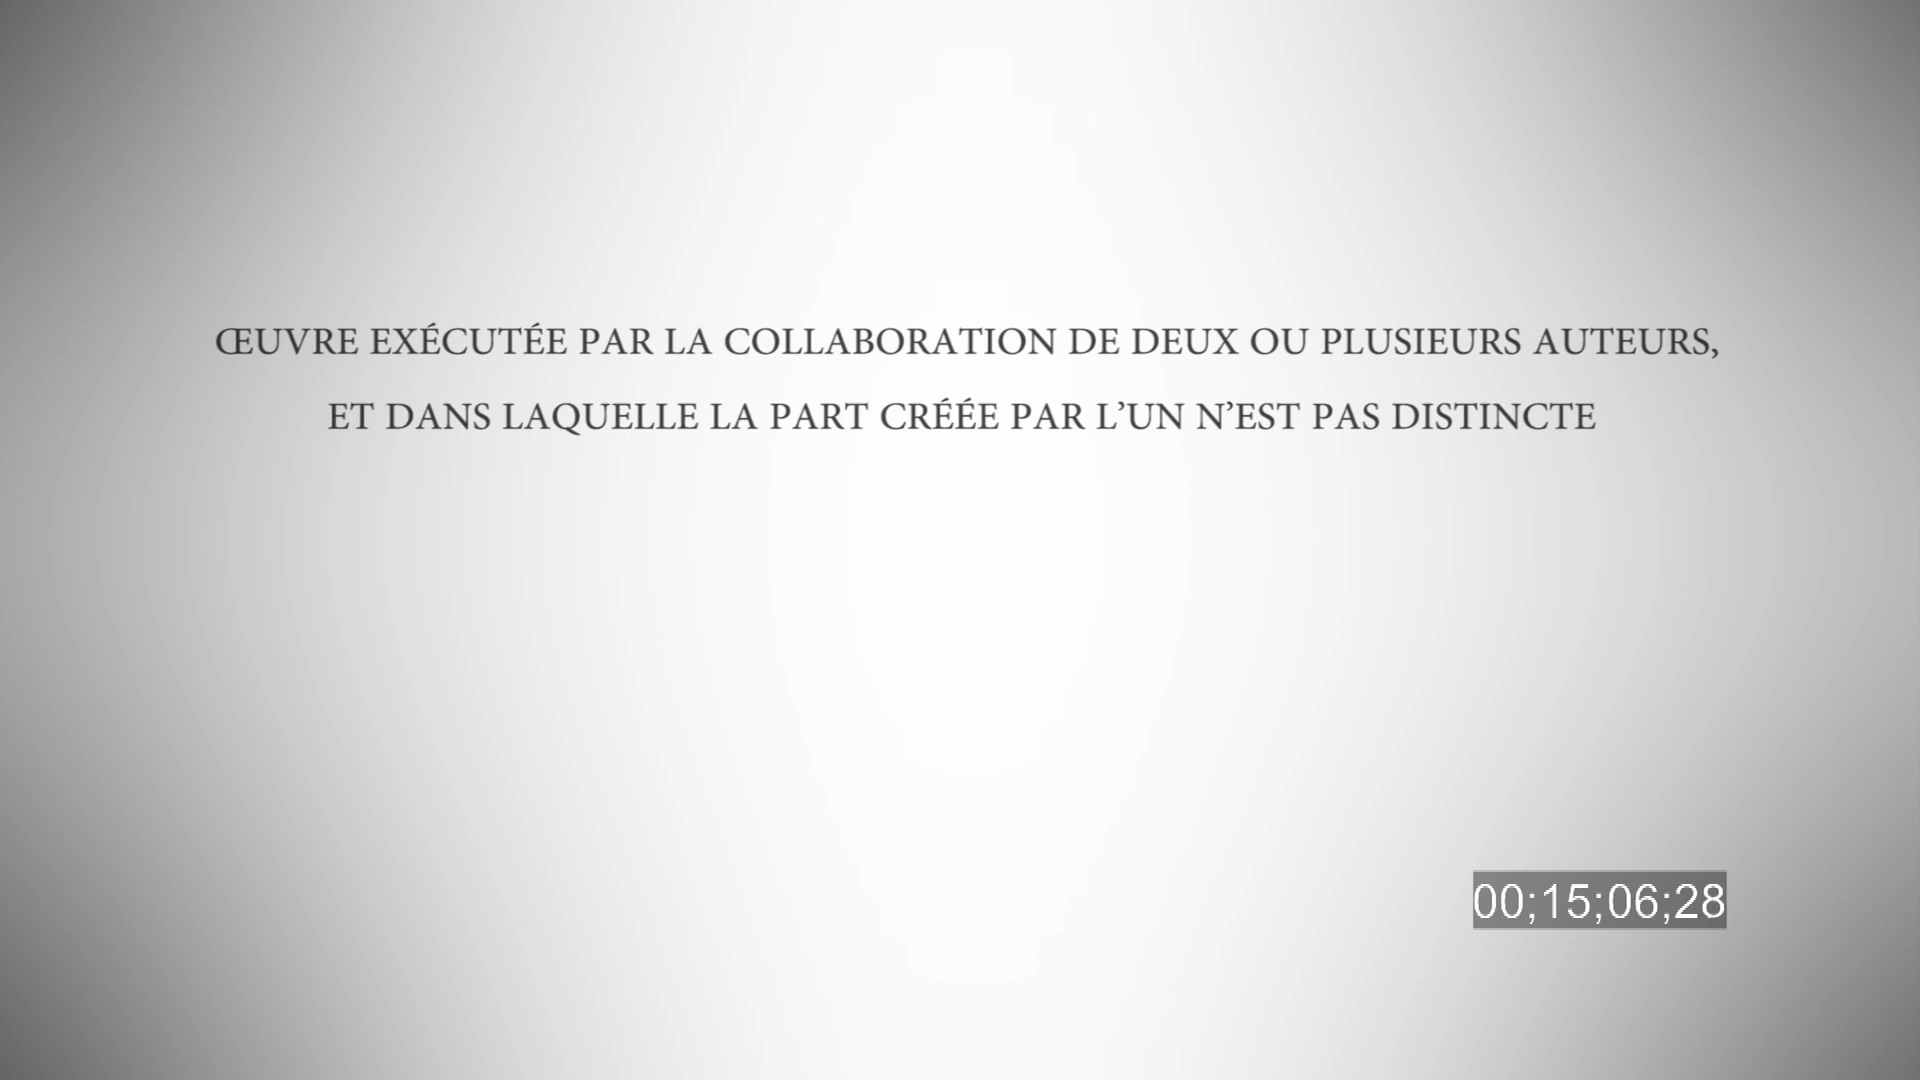 ŒUVRE EXÉCUTÉE PAR LA COLLABORATION DE DEUX OU PLUSIEURS AUTEURS,
ET DANS LAQUELLE LA PART CRÉÉE PAR L’UN N’EST PAS DISTINCTE
00;15;06;28